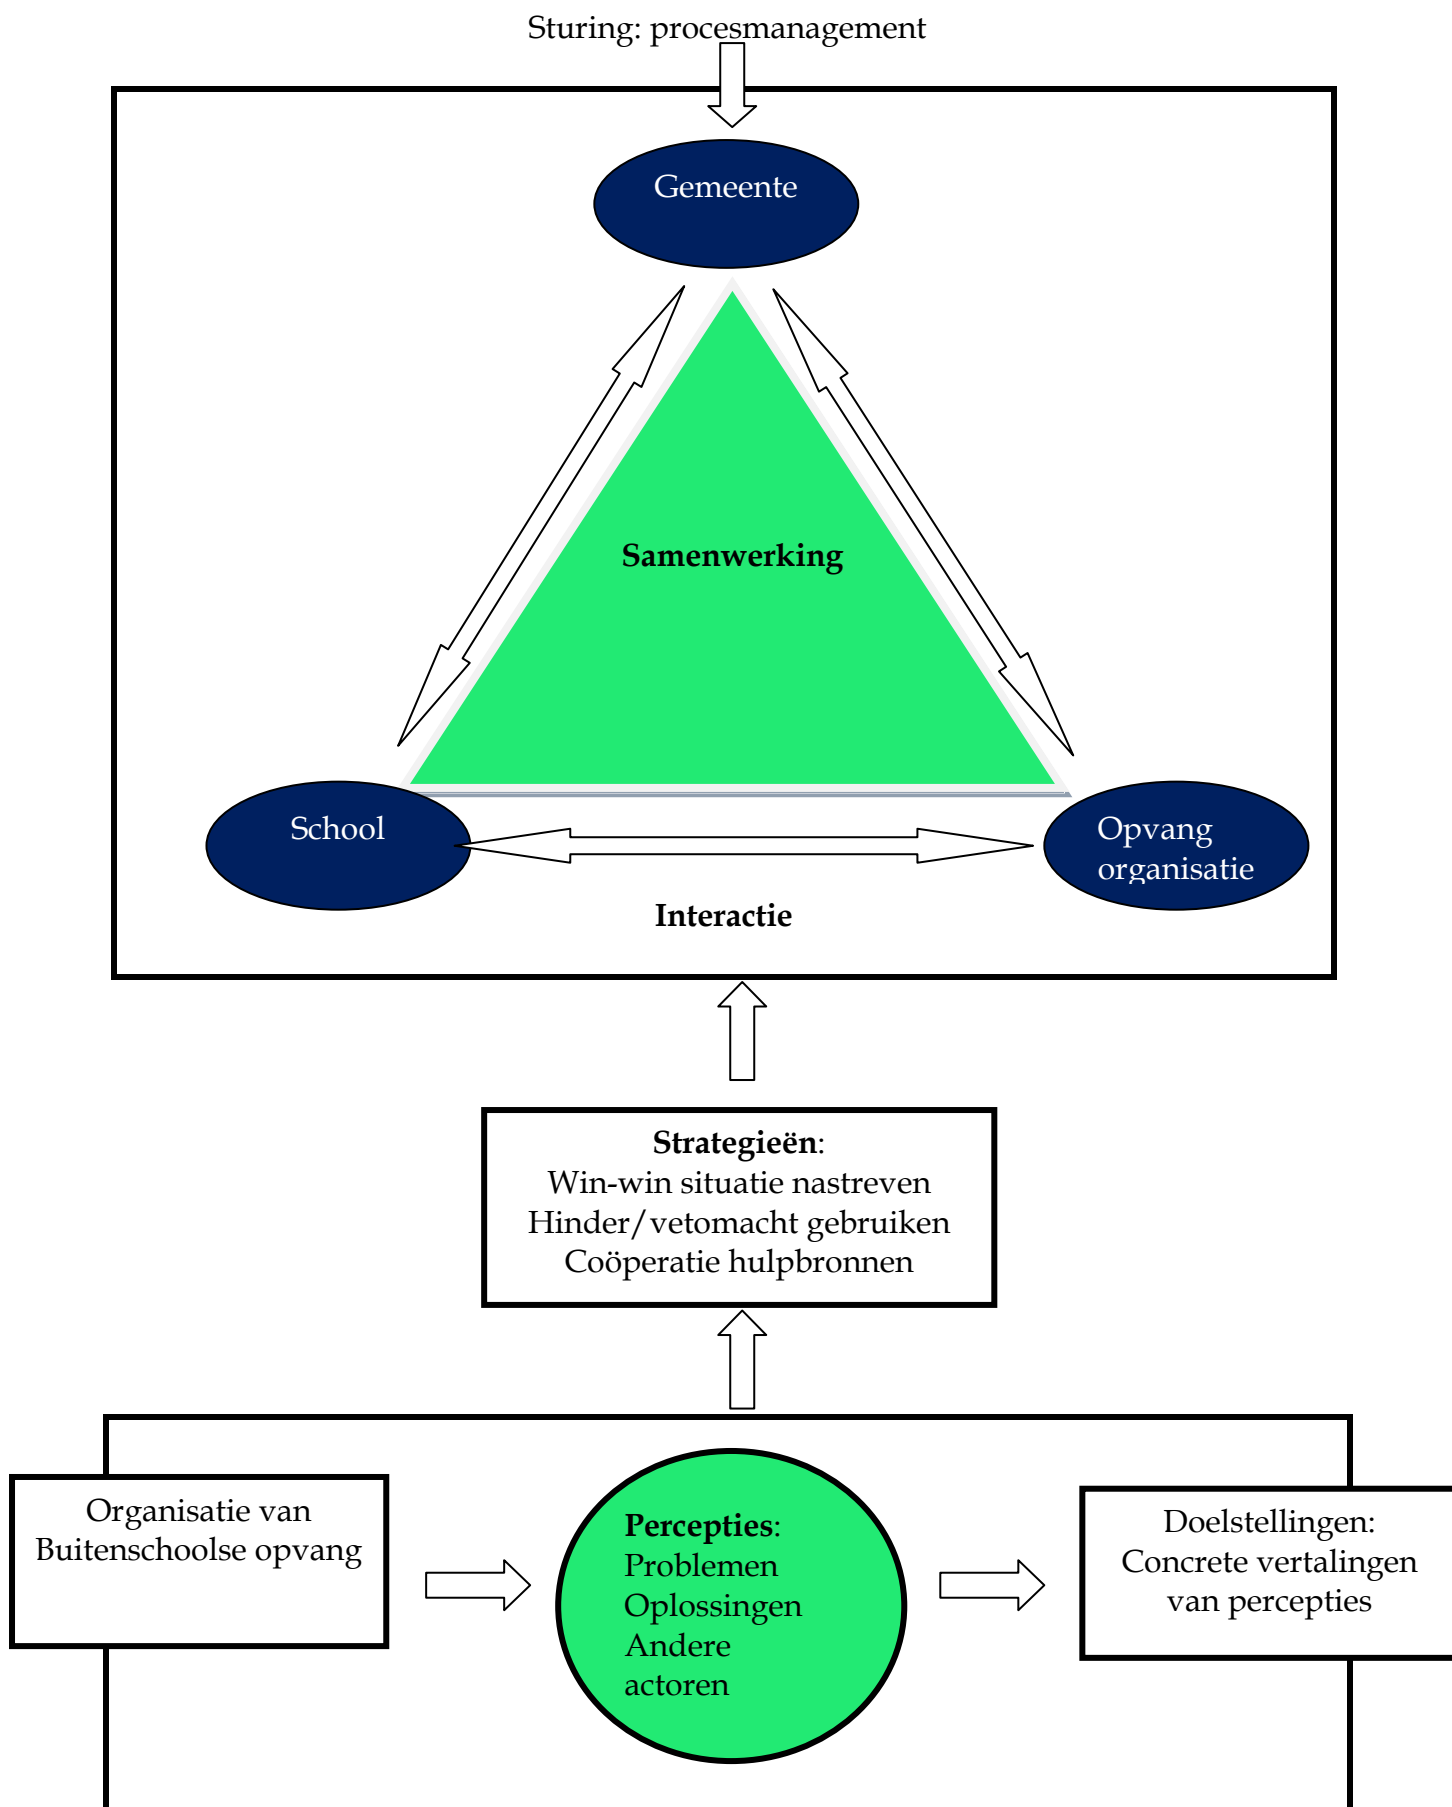 Sturing: procesmanagement
Gemeente
Samenwerking
School
Opvang
organisatie
Interactie
Strategieën:
Win-win situatie nastreven
Hinder/vetomacht gebruiken
Coöperatie hulpbronnen
Organisatie van
Buitenschoolse opvang
Percepties:
Problemen
Oplossingen
Andere
actoren
Doelstellingen:
Concrete vertalingen
van percepties